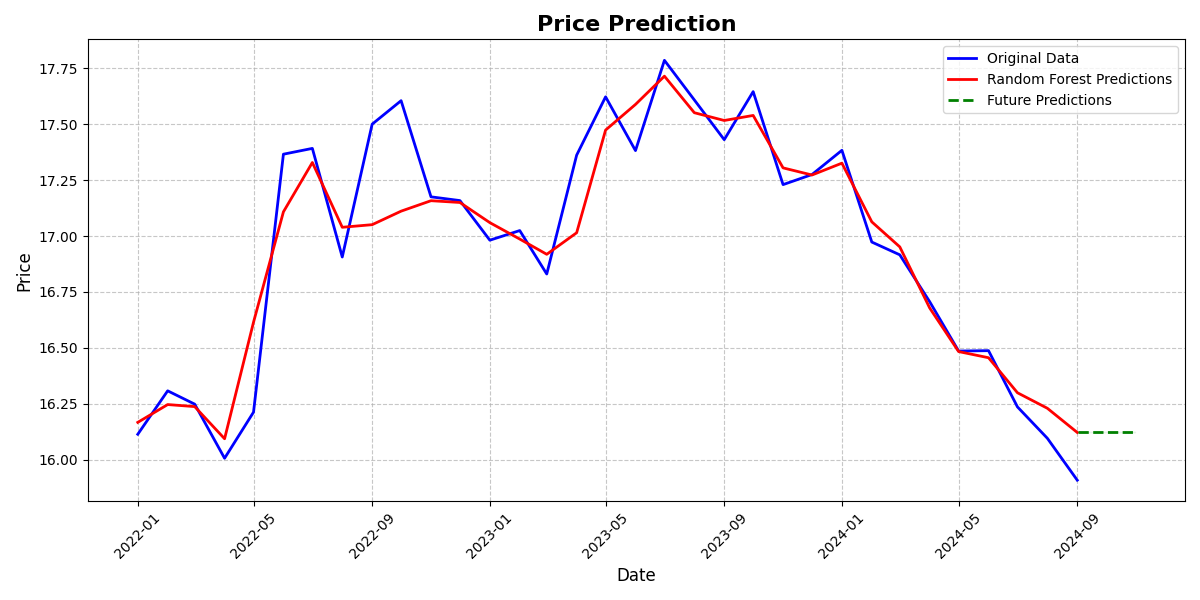 Price Prediction
Original Data
Random Forest Predictions
Future Predictions
Price
17.75
17.50
17.25
17.00
16.75
16.50
16.25
16.00
2022-01
2022-05
2022-09
2023-01
2023-05
2023-09
2024-01
2024-05
2024-09
Date